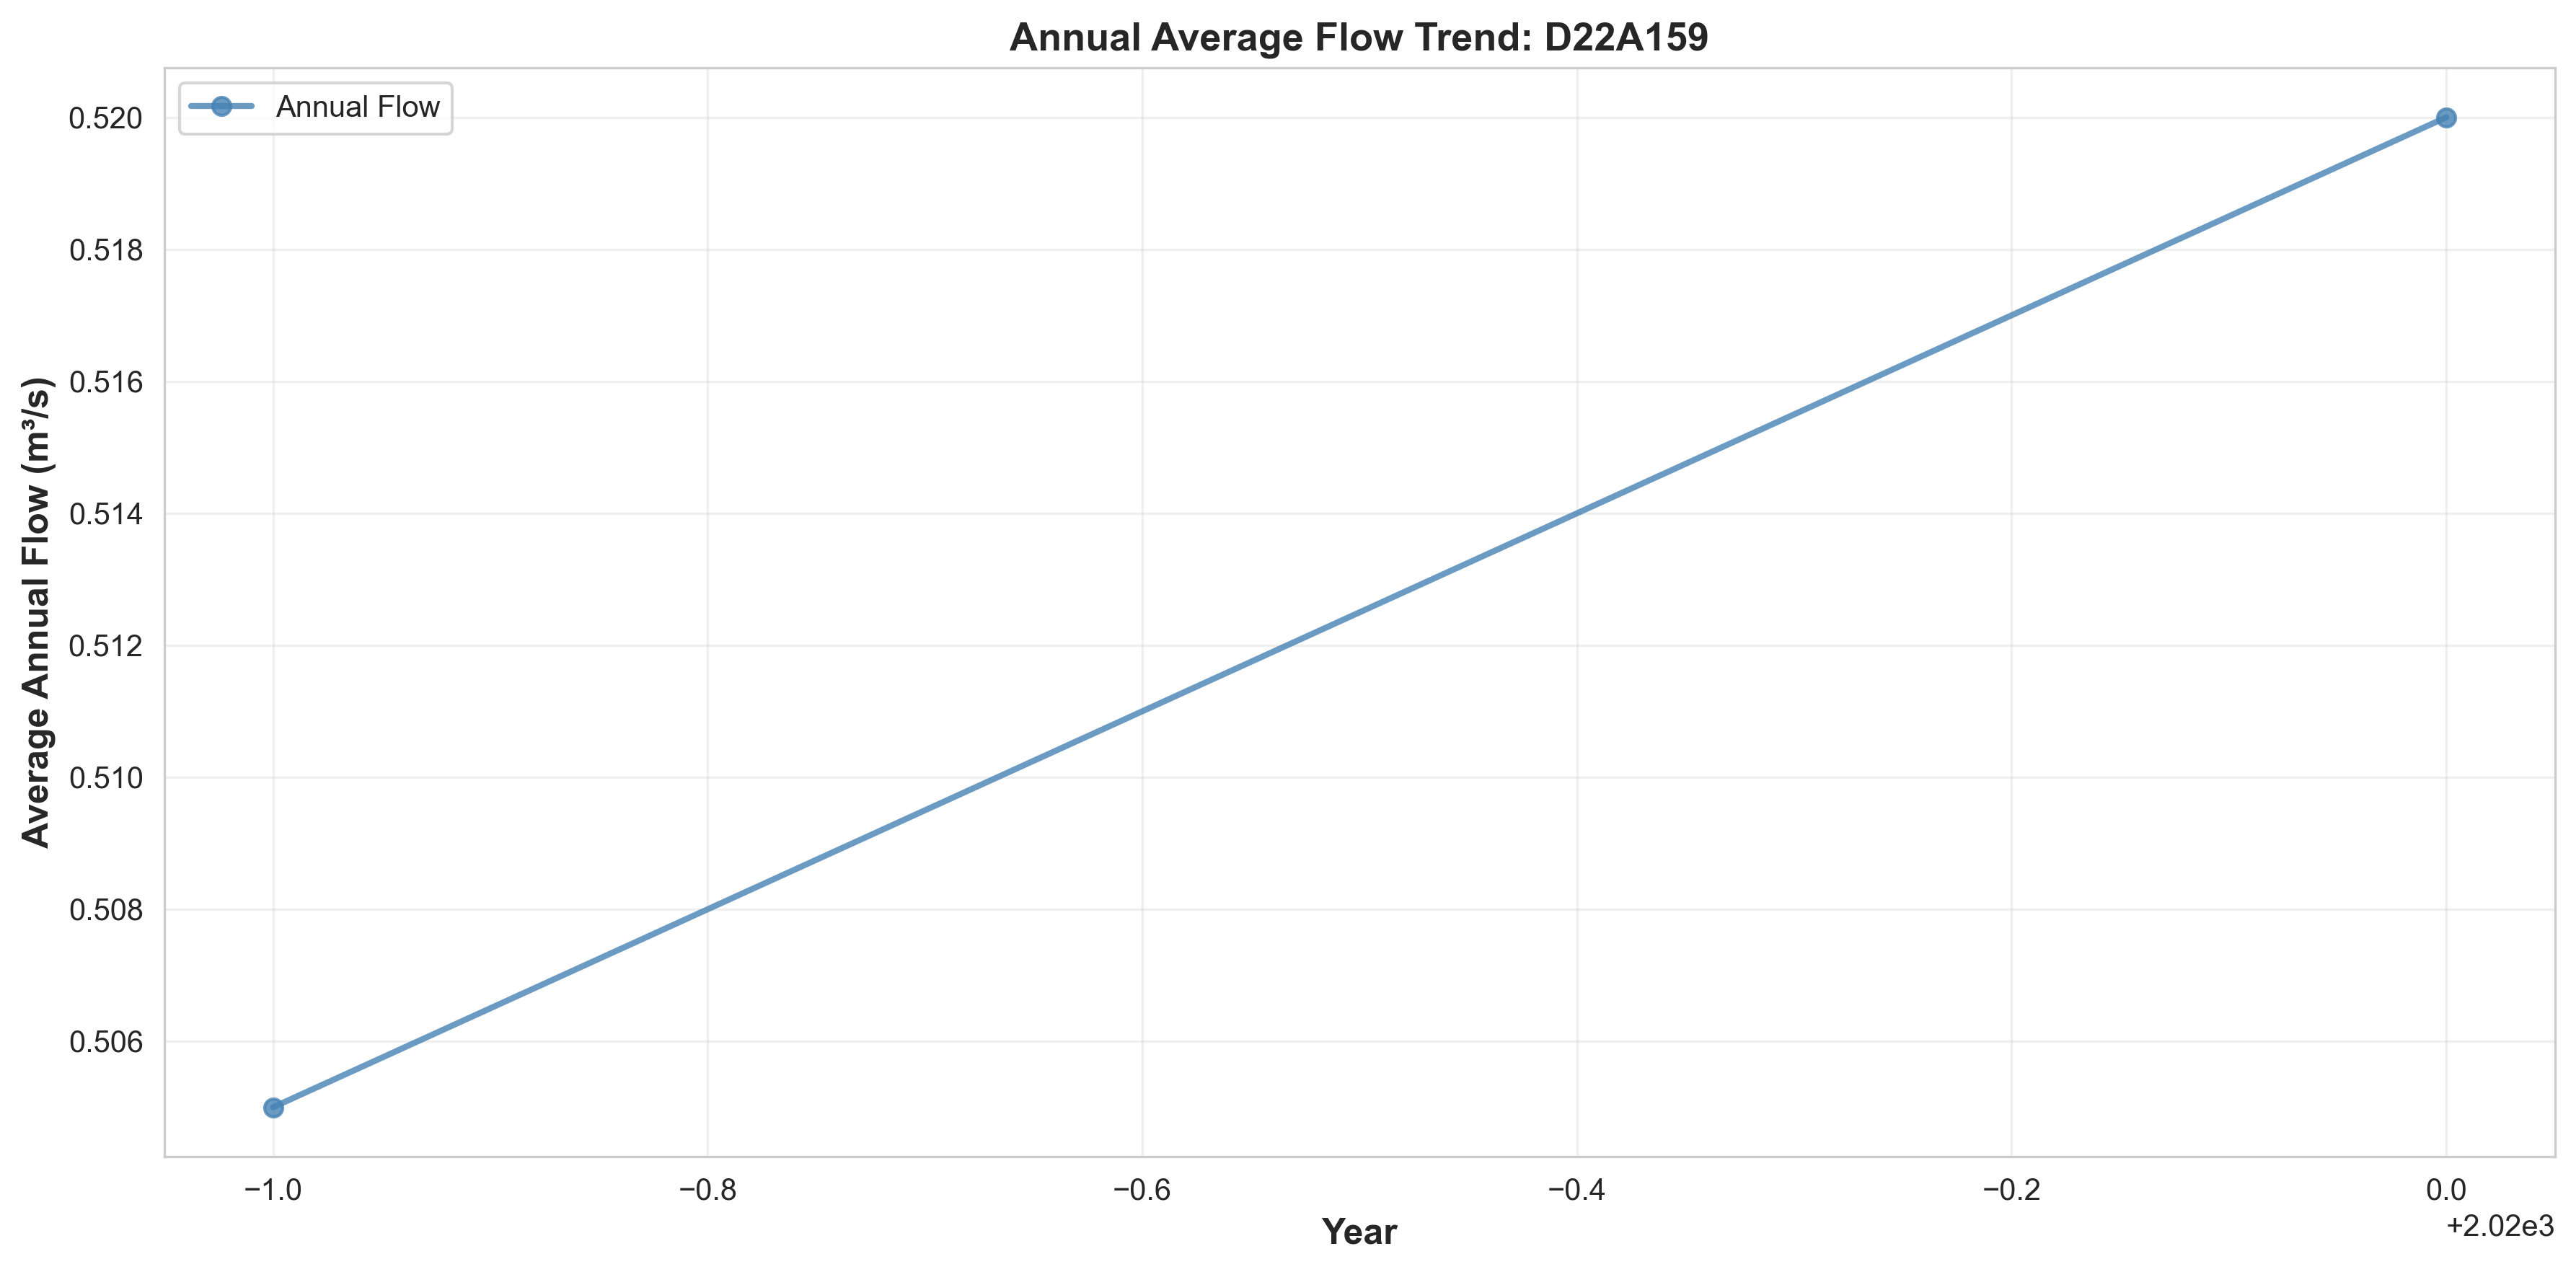 Annual Average Flow Trend: D22A159
Annual Flow
Average Annual Flow (m³/s)
0.520
0.518
0.516
0.514
0.512
0.510
0.508
0.506
−1.0
−0.8
−0.6
−0.4
−0.2
0.0
Year
+2.02e3